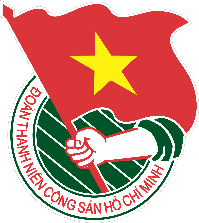 ĐOÀN THANH NIÊN CỘNG SẢN HỒ CHÍ MINH